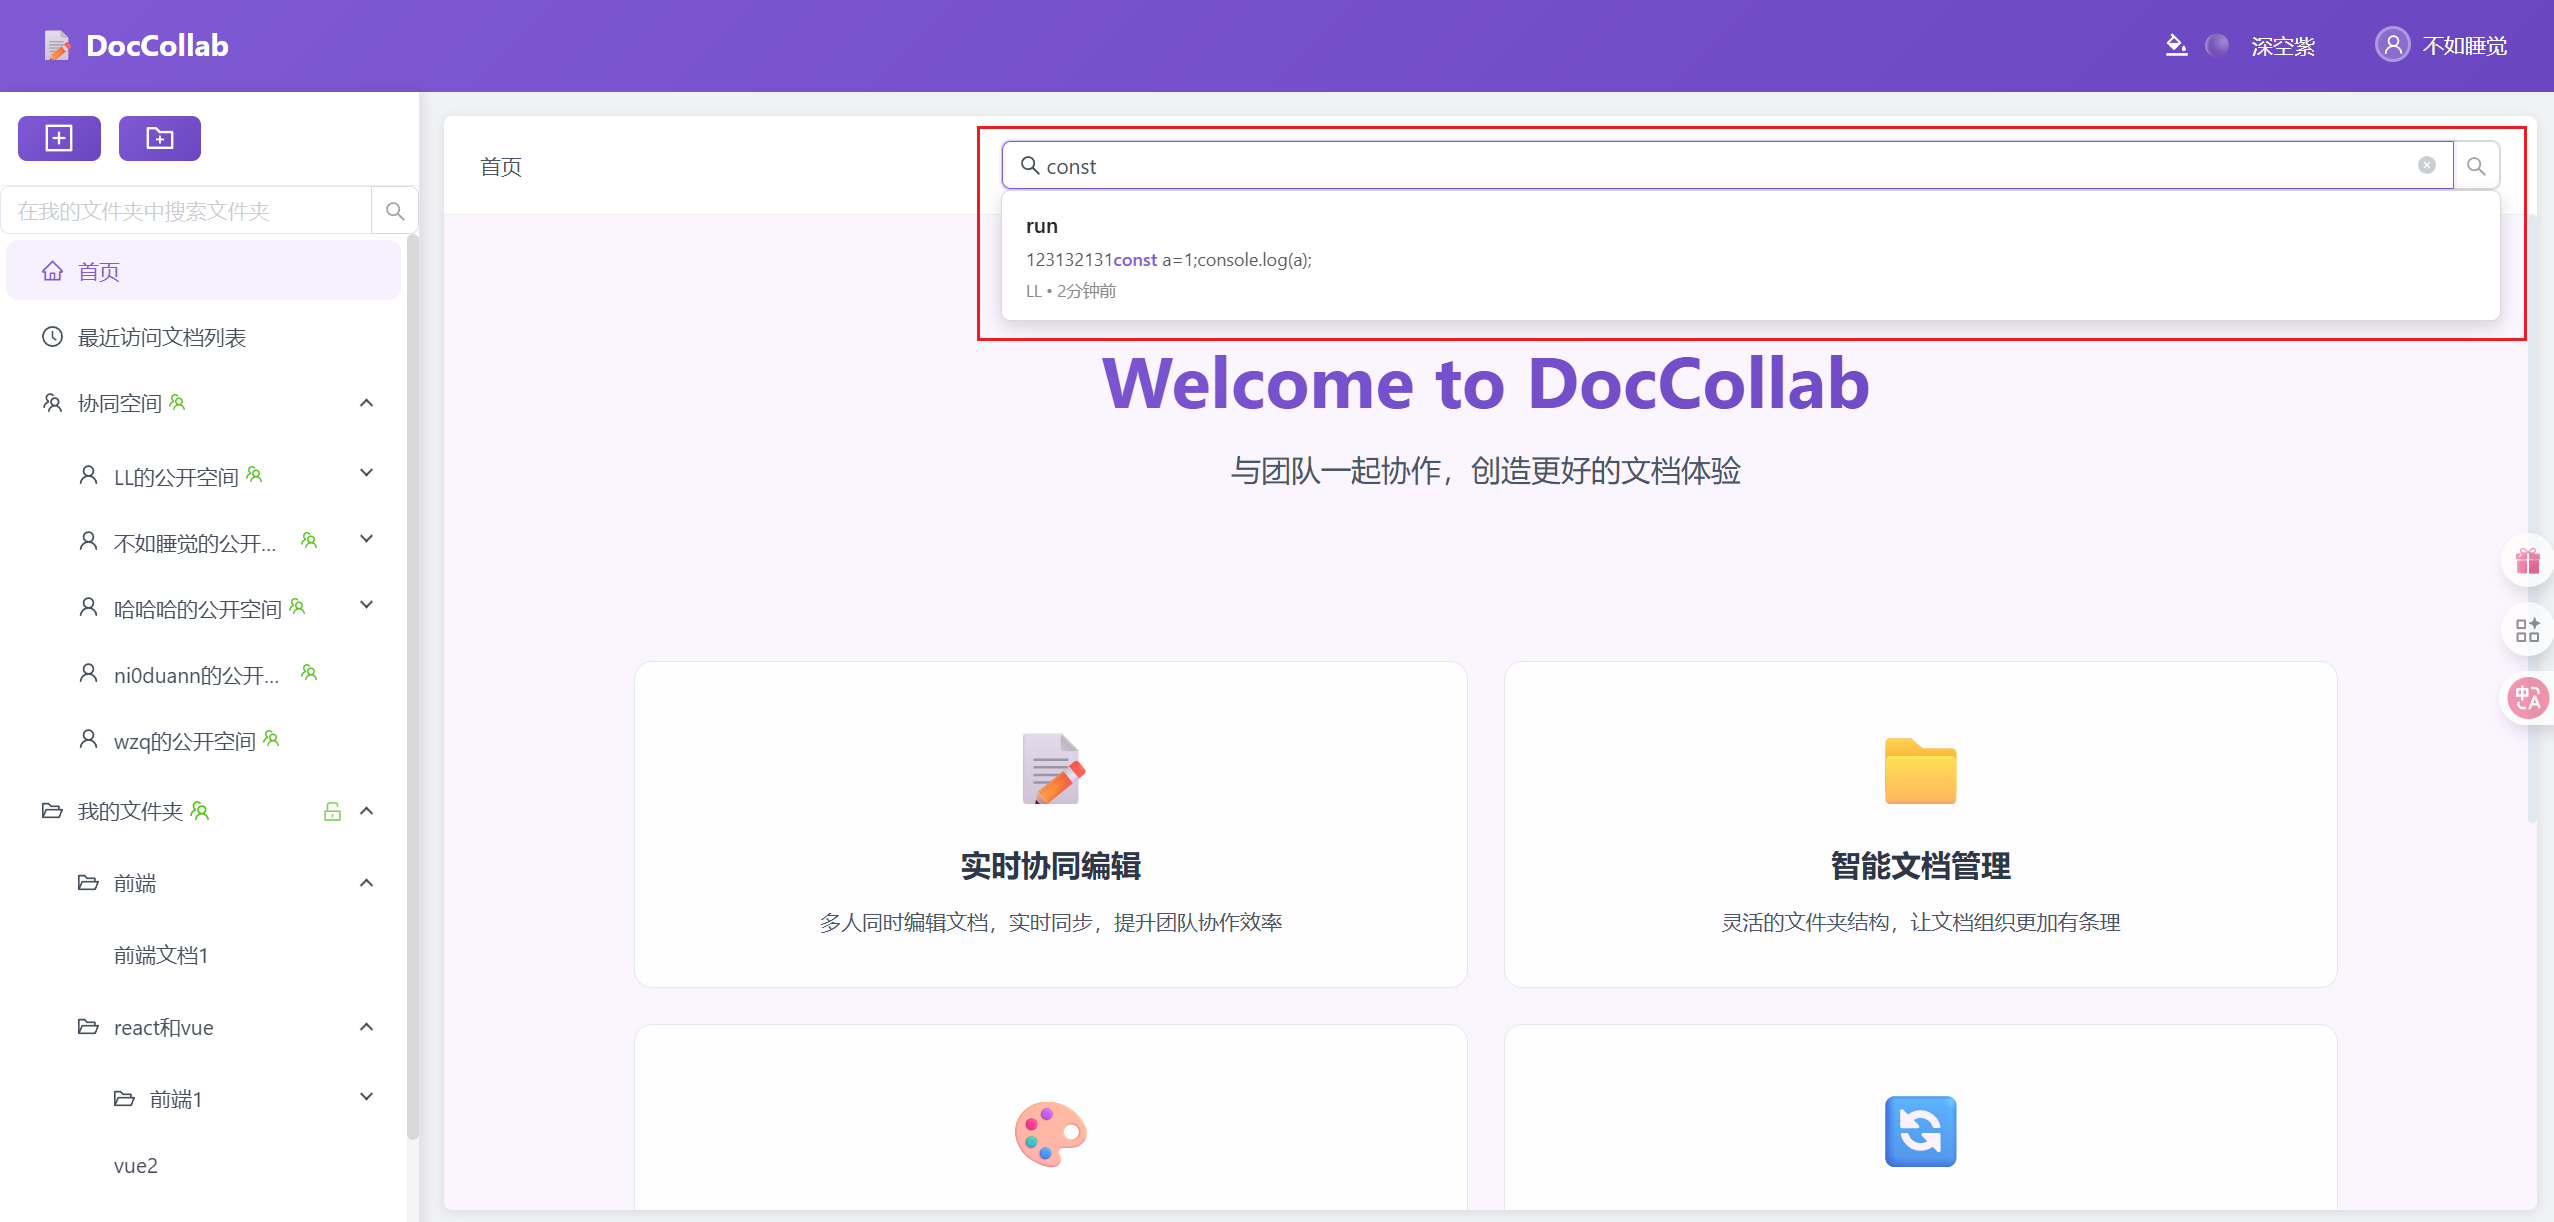 DocCollab
深空紫
不如睡觉
在我的文件夹中搜索文件夹
首页
最近访问文档列表
协同空间
LL的公开空间
不如睡觉的公开...
哈哈哈的公开空间
ni0duann的公开...
wzq的公开空间
我的文件夹
前端
前端文档1
react和vue
前端1
vue2
首页
const
run
123132131const a=1;console.log(a);
LL • 2分钟前
Welcome to DocCollab
与团队一起协作，创造更好的文档体验
实时协同编辑
多人同时编辑文档，实时同步，提升团队协作效率
智能文档管理
灵活的文件夹结构，让文档组织更加有条理
中A